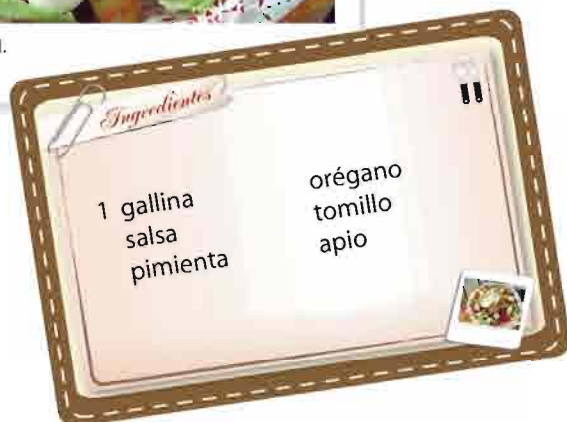 l.
Ingredientes
1 gallina
salsa
pimienta
orégano
tomillo
apio